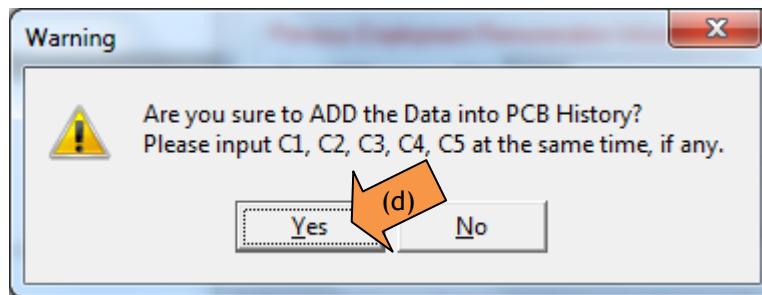 Warning
Are you sure to ADD the Data into PCB History?
Please input C1, C2, C3, C4, C5 at the same time, if any.
(d)
Yes
No